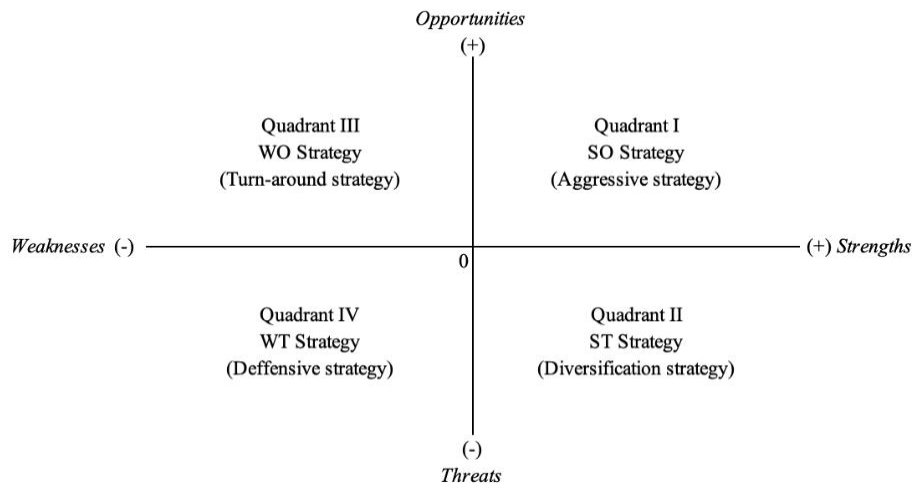 Opportunities
(+)
Quadrant III
WO Strategy
(Turn-around strategy)
Quadrant I
SO Strategy
(Aggressive strategy)
Weaknesses (-)
(+) Strengths
0
Quadrant IV
WT Strategy
(Deffensive strategy)
Quadrant II
ST Strategy
(Diversification strategy)
(-)
Threats